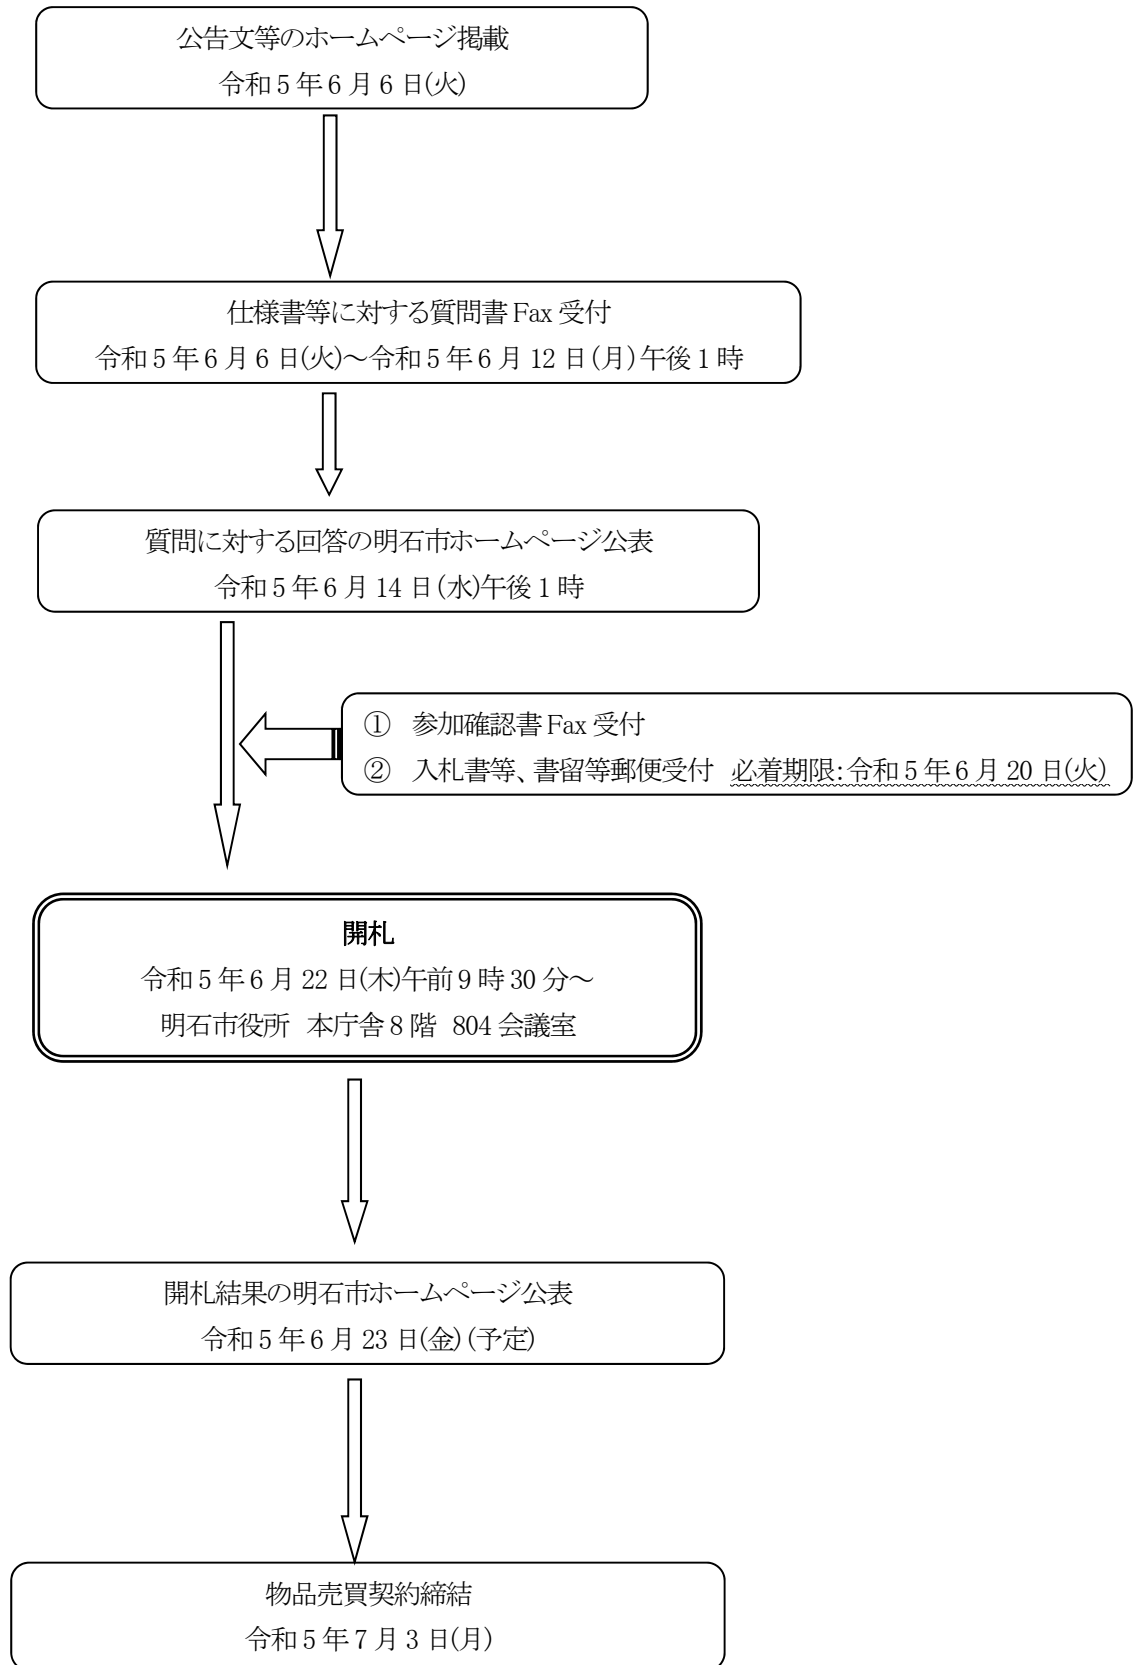 公告文等のホームページ掲載
令和5年6月6日(火)
仕様書等に対する質問書Fax受付
令和5年6月6日(火)～令和5年6月12日(月)午後1時
質問に対する回答の明石市ホームページ公表
令和5年6月14日(水)午後1時
① 参加確認書Fax受付
② 入札書等、書留等郵便受付 必着期限:令和5年6月20日(火)
開札
令和5年6月22日(木)午前9時30分～
明石市役所 本庁舎8階 804会議室
開札結果の明石市ホームページ公表
令和5年6月23日(金)(予定)
物品売買契約締結
令和5年7月3日(月)